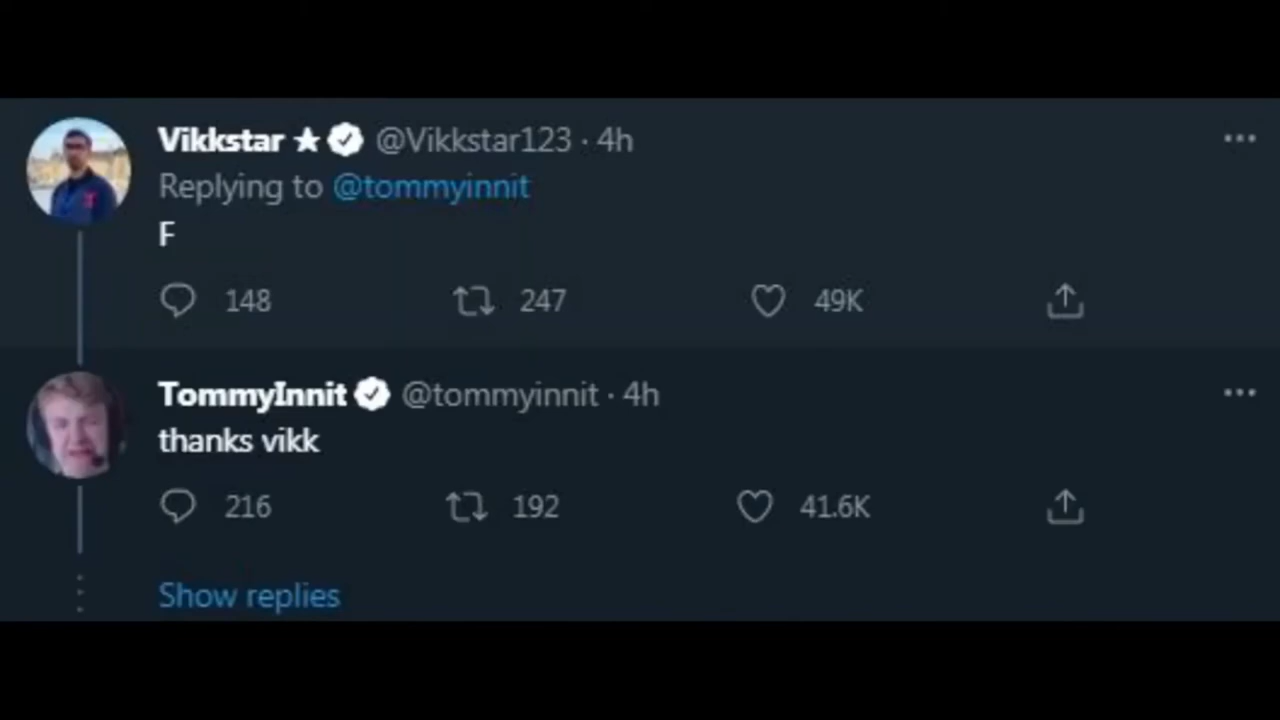 Vikkstar ★ @Vikkstar123 · 4h
Replying to @tommyinnit
F
148 247 49K
TommyInnit @tommyinnit · 4h
thanks vikk
216 192 41.6K
Show replies